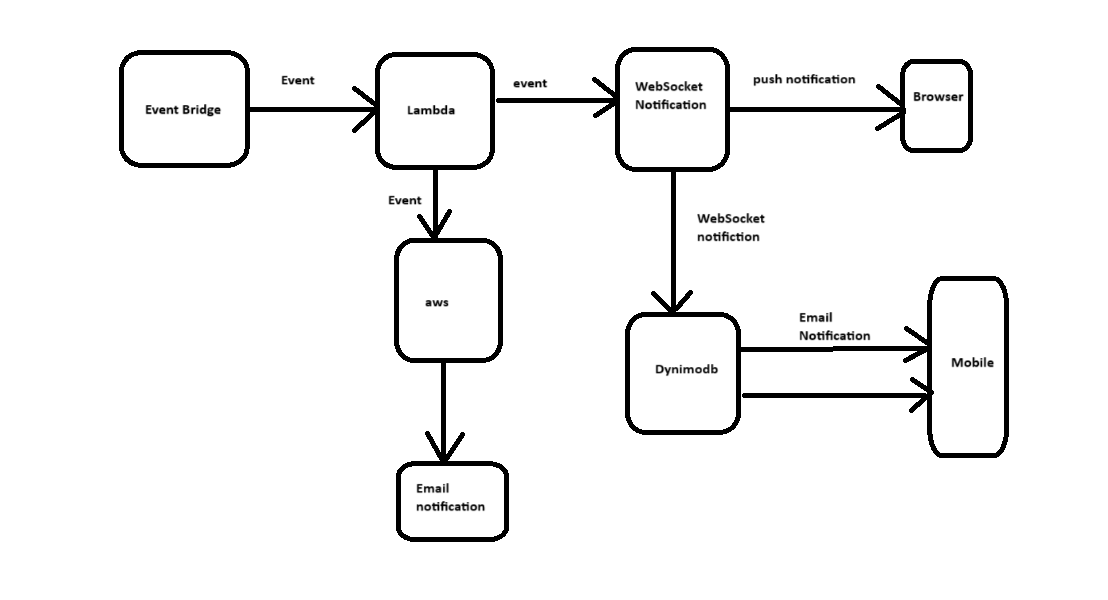 Event Bridge
Event
Lambda
event
WebSocket
Notification
push notification
Browser
Event
aws
Email
notification
WebSocket
notifiction
Dynimodb
Email
Notification
Mobile